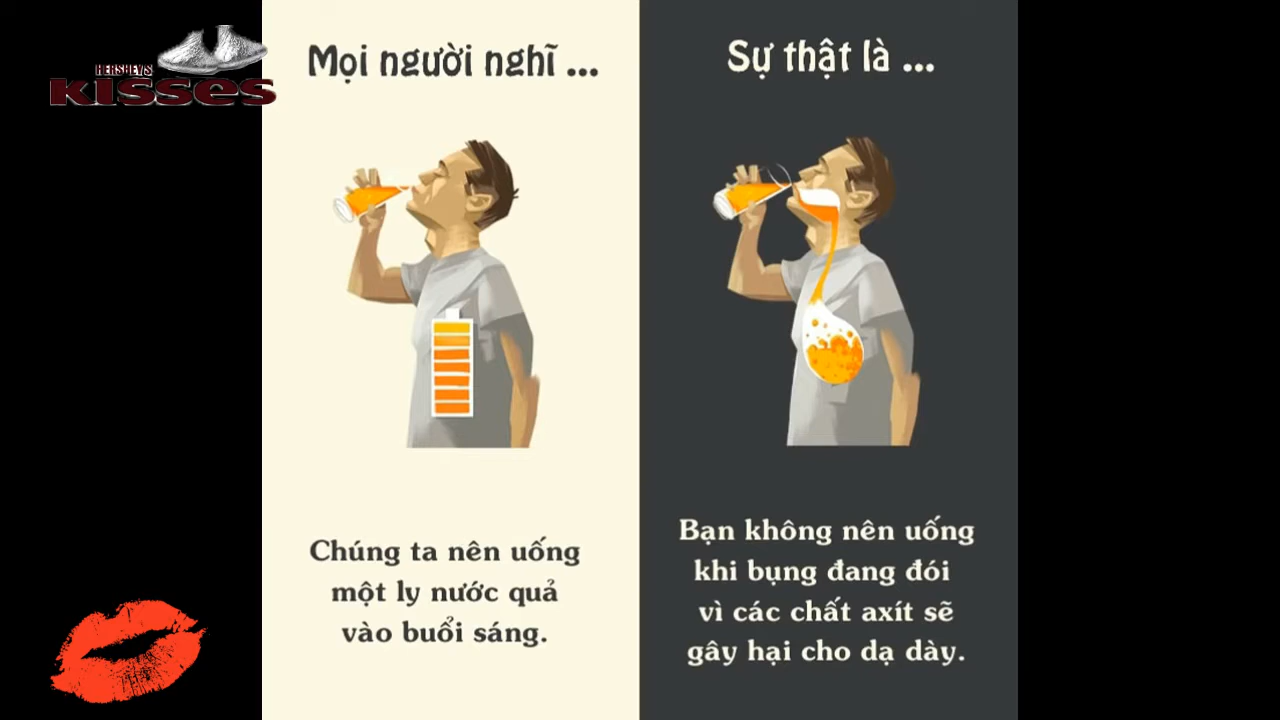 HERSHEY'S
KISSES
Mọi người nghĩ ...
Chúng ta nên uống
một ly nước quả
vào buổi sáng.
Sự thật là ...
Bạn không nên uống
khi bụng đang đói
vì các chất axít sẽ
gây hại cho dạ dày.